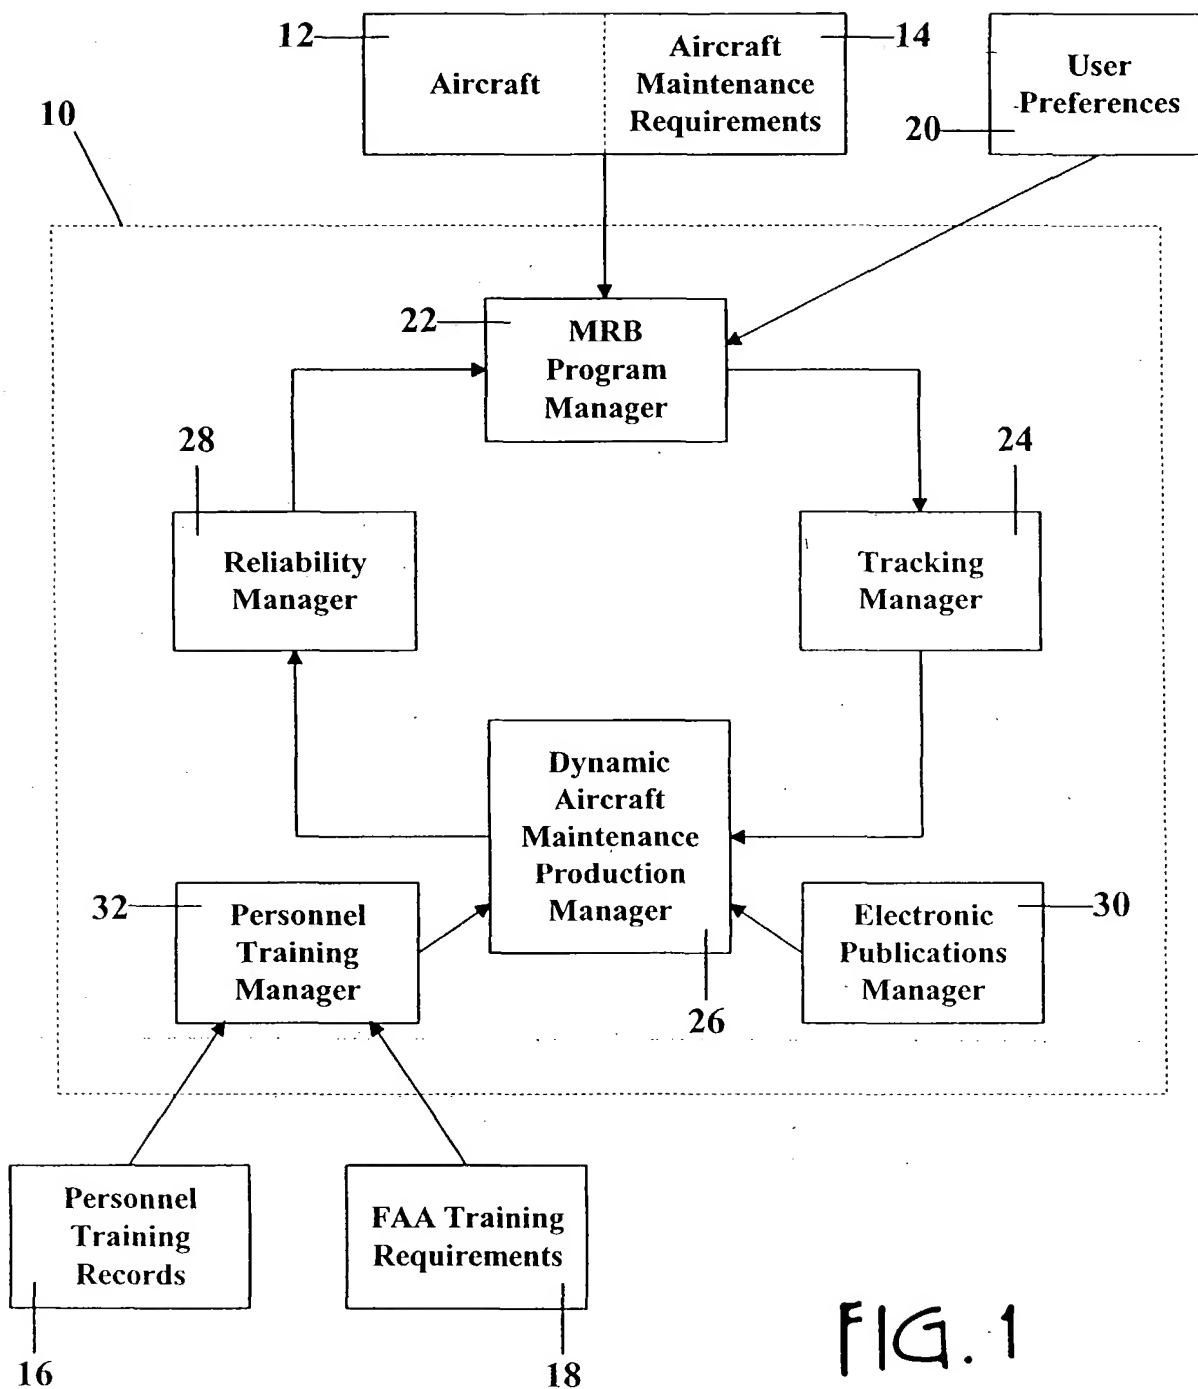 12
Aircraft
Aircraft
Maintenance
Requirements
14
User
Preferences
20
10
22
MRB
Program
Manager
28
Reliability
Manager
24
Tracking
Manager
Dynamic
Aircraft
Maintenance
Production
Manager
26
32
Personnel
Training
Manager
Electronic
Publications
Manager
30
Personnel
Training
Records
16
FAA Training
Requirements
18
FIG. 1